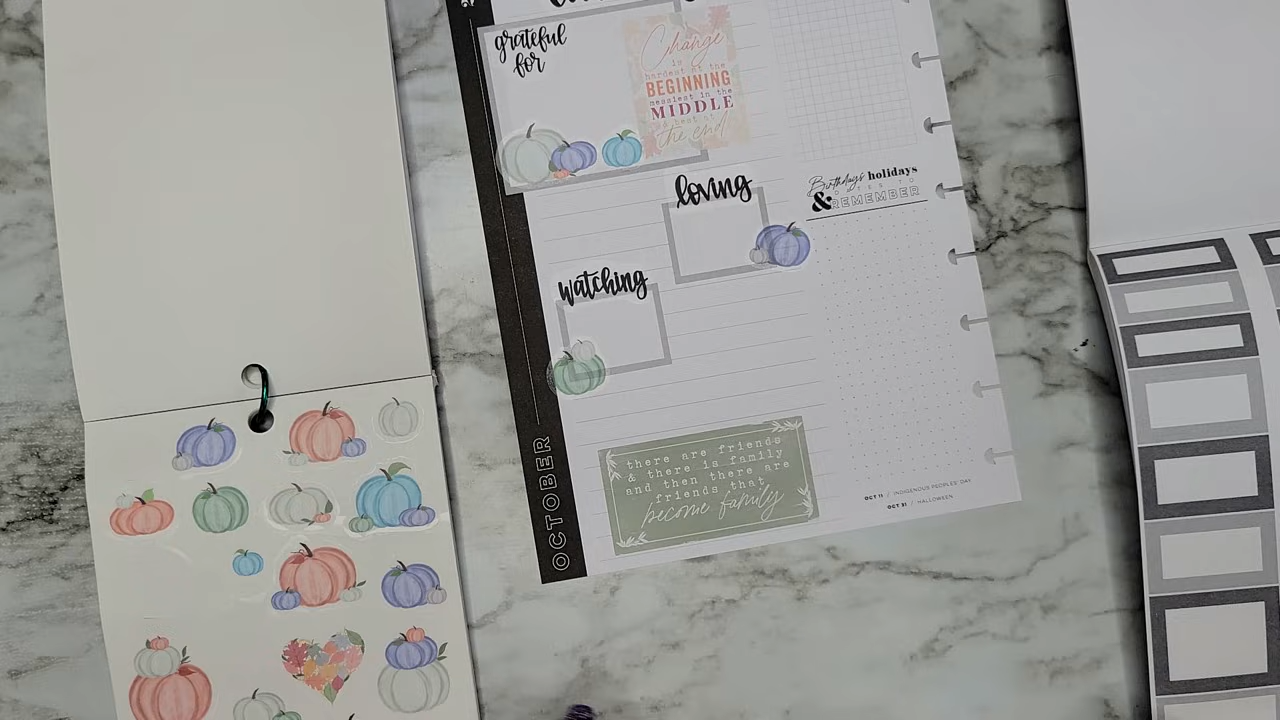 grateful
for
Change
is
hardest at the
BEGINNING
messiest in the
MIDDLE
& best at
the end
loving
Birthdays holidays
& NOTES TO
REMEMBER
watching
there are friends
& there is family
and then there are
friends that
become family
OCTOBER
OCT 11 / INDIGENOUS PEOPLES' DAY
OCT 31 / HALLOWEEN